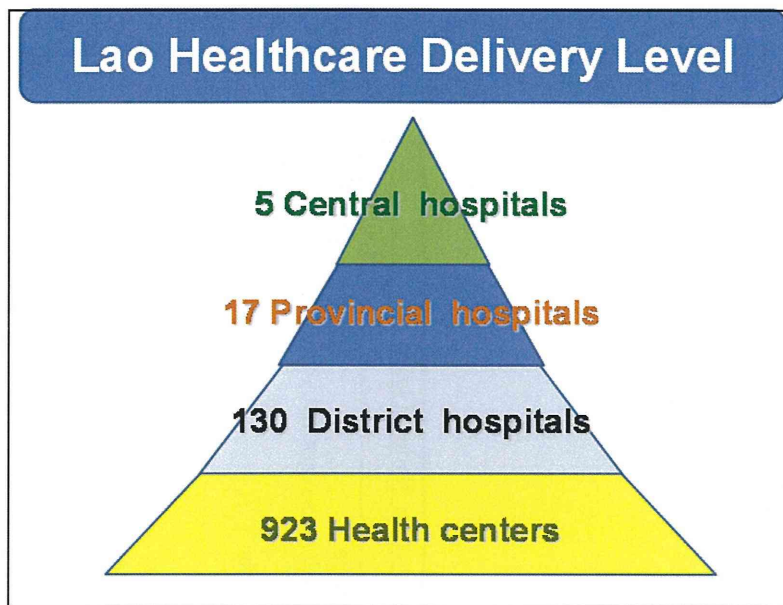 Lao Healthcare Delivery Level
5 Central hospitals
17 Provincial hospitals
130 District hospitals
923 Health centers